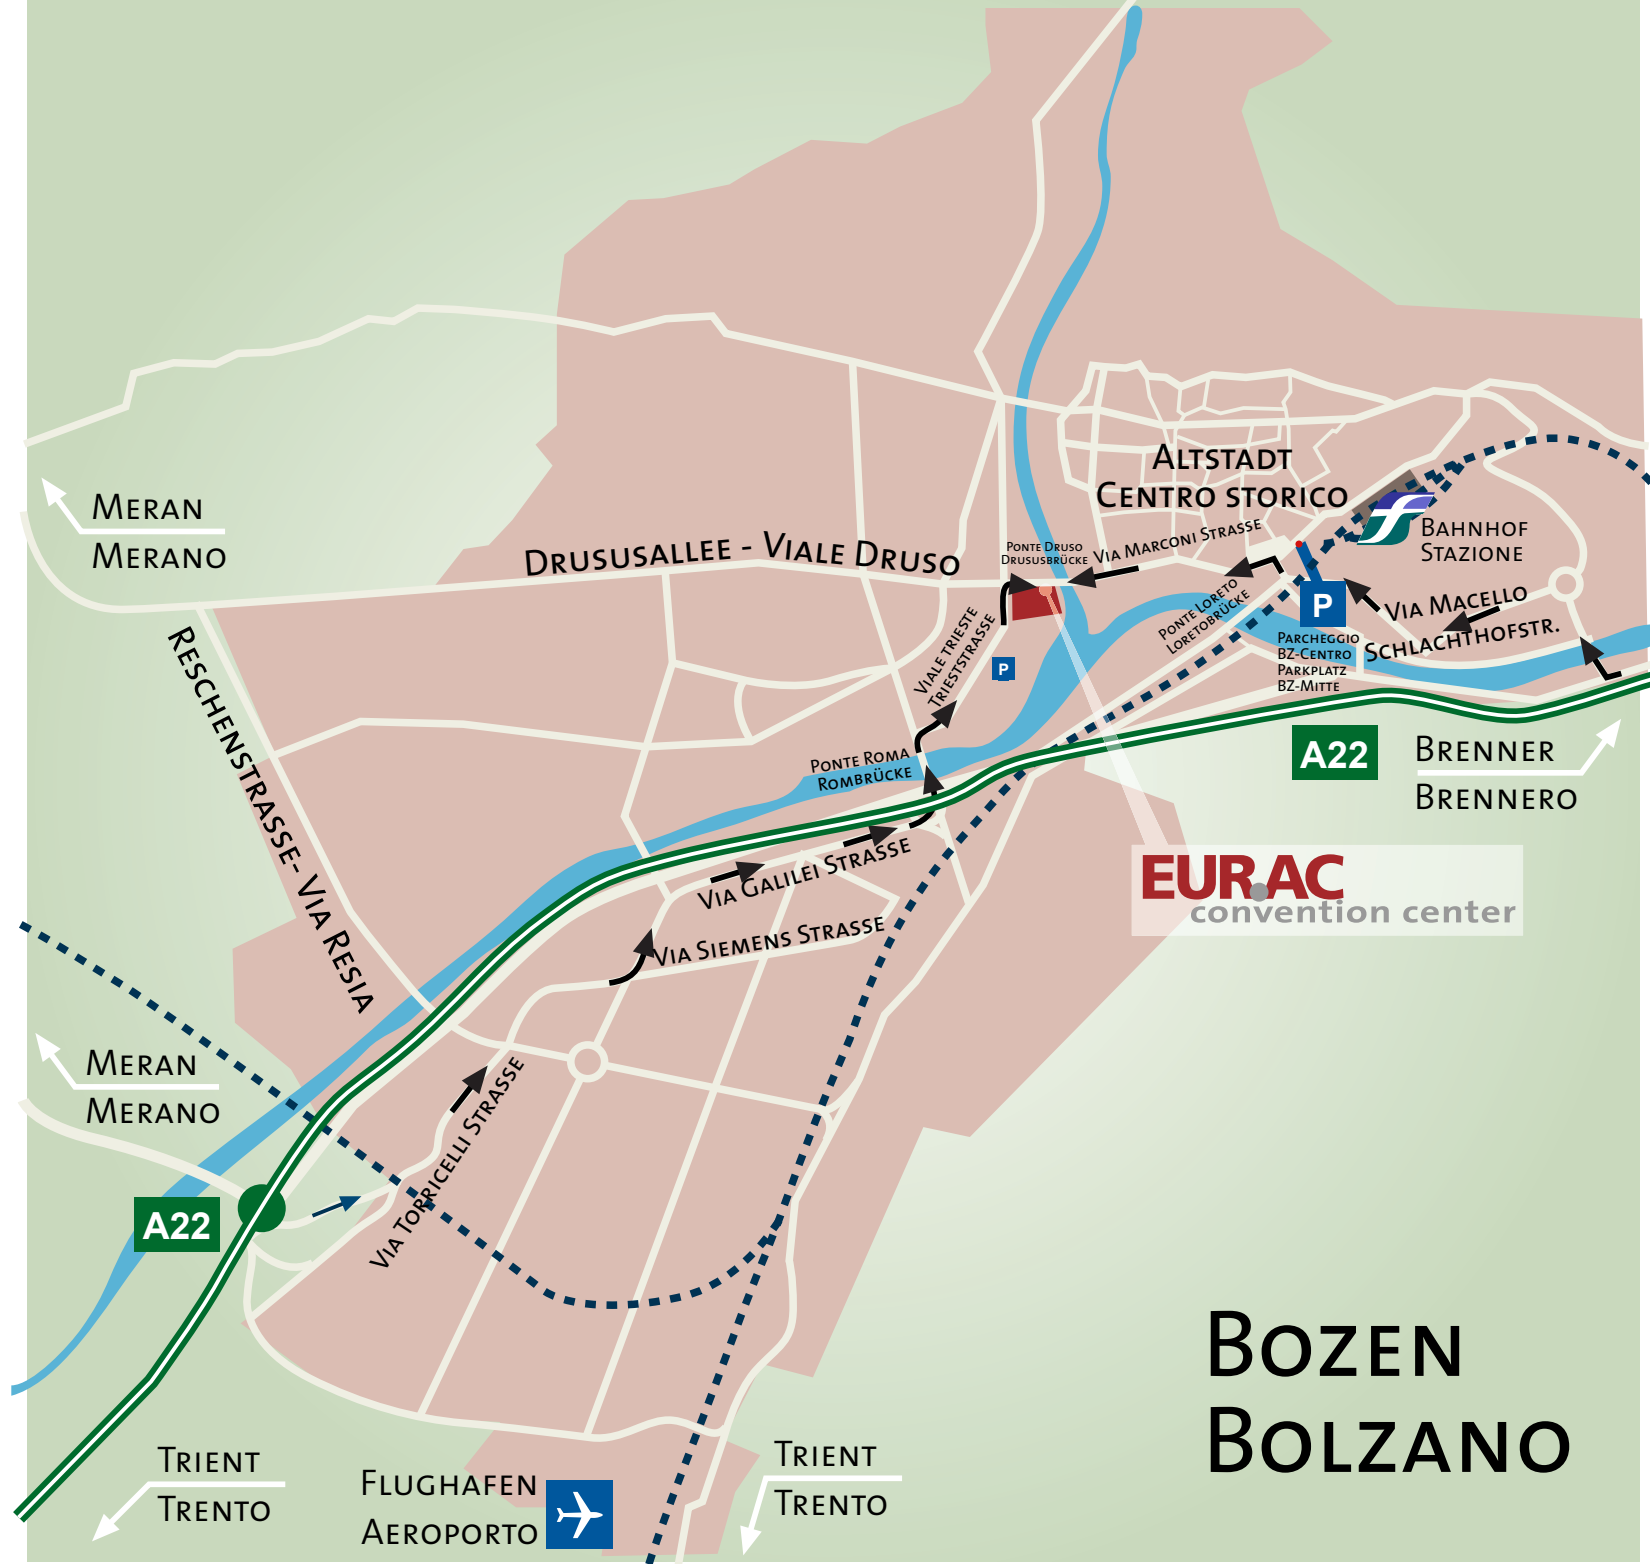 ALTSTADT
CENTRO STORICO
MERAN
MERANO
BAHNHOF
STAZIONE
DRUSUSALLEE - VIALE DRUSO
PONTE DRUSO
DRUSUSBRÜCKE
VIA MARCONI STRASSE
PONTE LORETO
LORETOBRÜCKE
P
VIA MACELLO
SCHLACHTHOFSTR.
PARCHEGGIO
BZ-CENTRO
PARKPLATZ
BZ-MITTE
VIALE TRIESTE
TRIESTSTRASSE
P
RESCHENSTRASSE- VIA RESIA
PONTE ROMA
ROMBRÜCKE
A22
BRENNER
BRENNERO
VIA GALILEI STRASSE
EURAC
convention center
VIA SIEMENS STRASSE
MERAN
MERANO
VIA TORRICELLI STRASSE
A22
BOZEN
BOLZANO
TRIENT
TRENTO
FLUGHAFEN
AEROPORTO
TRIENT
TRENTO